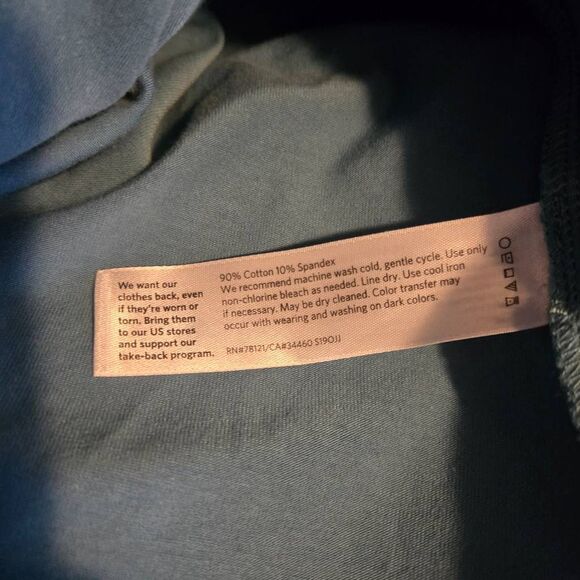 We want our
clothes back, even
if they're worn or
torn. Bring them
to our US stores
and support our
take-back program.
90% Cotton 10% Spandex
We recommend machine wash cold, gentle cycle. Use only
non-chlorine bleach as needed. Line dry. Use cool iron
if necessary. May be dry cleaned. Color transfer may
occur with wearing and washing on dark colors.
RN#78121/CA#34460 S19OJJ